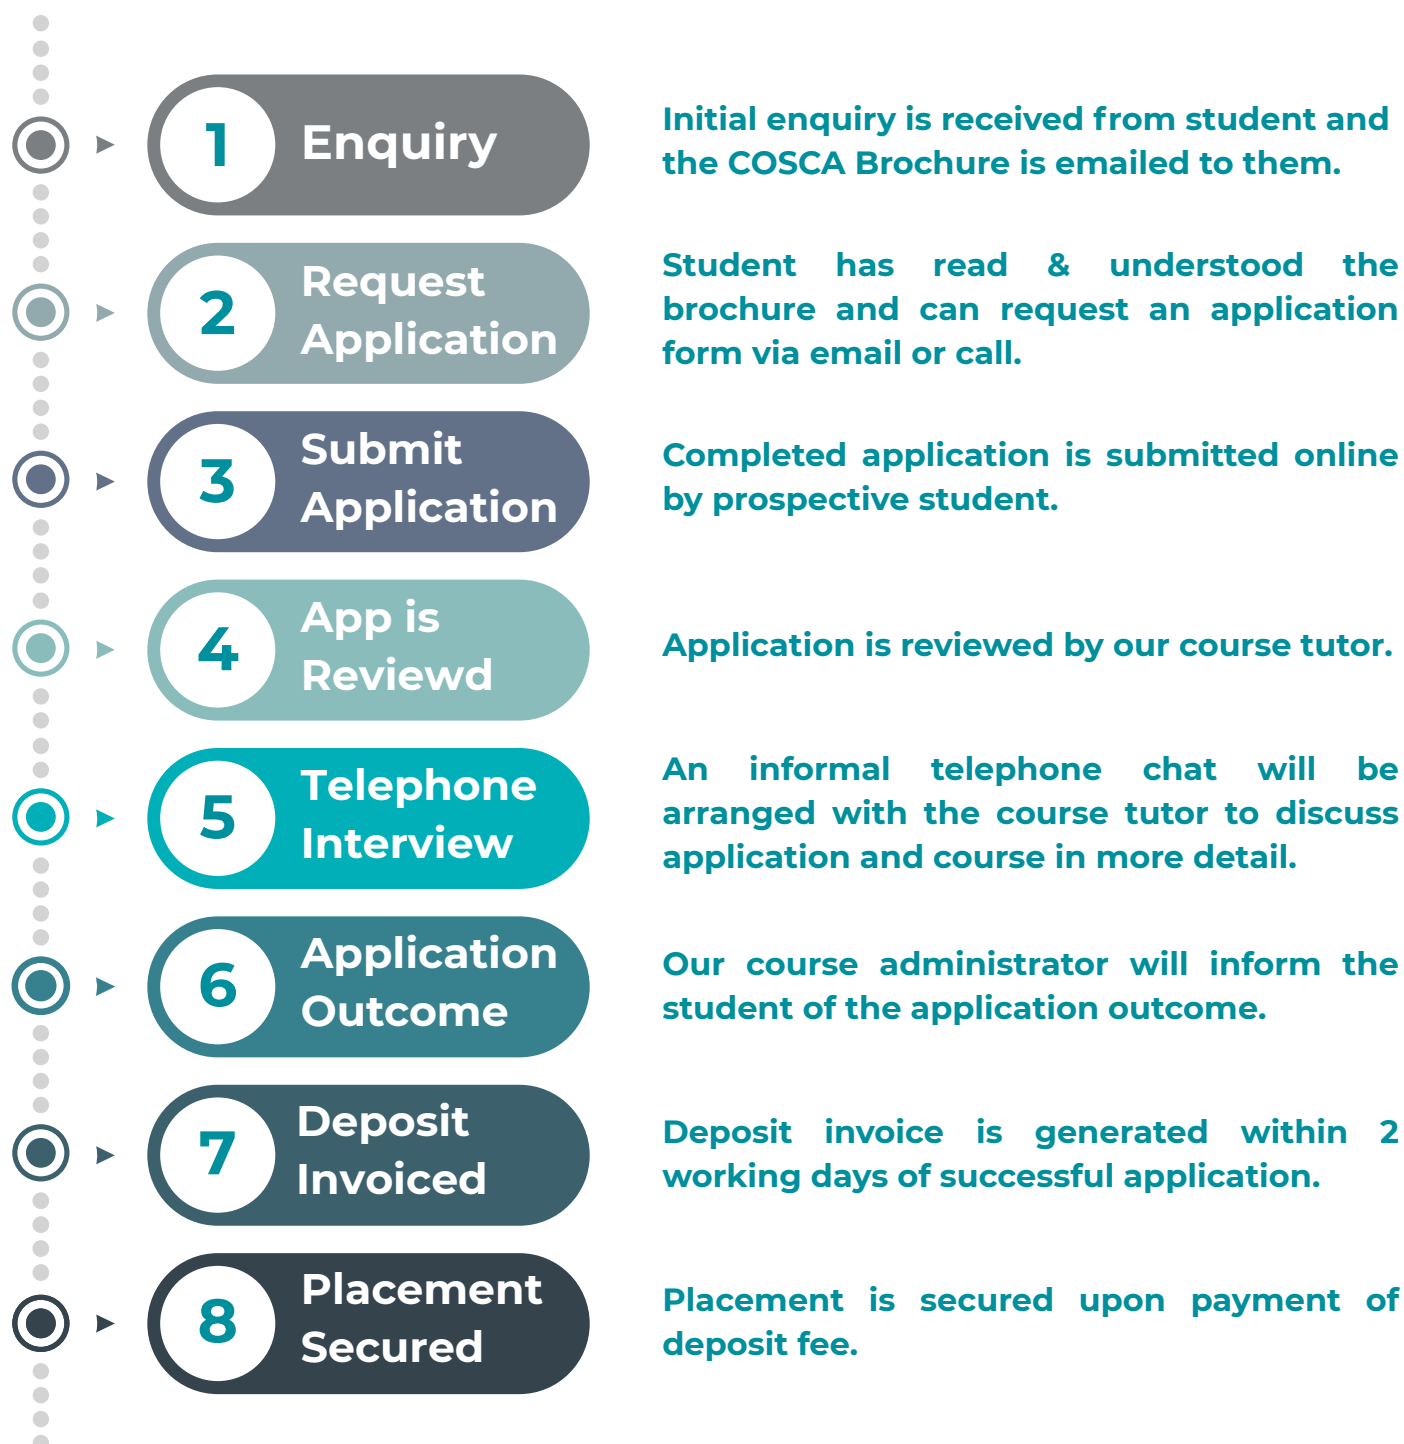 1
Enquiry
Initial enquiry is received from student and
the COSCA Brochure is emailed to them.
2
Request
Application
Student has read & understood the
brochure and can request an application
form via email or call.
3
Submit
Application
Completed application is submitted online
by prospective student.
4
App is
Reviewd
Application is reviewed by our course tutor.
5
Telephone
Interview
An informal telephone chat will be
arranged with the course tutor to discuss
application and course in more detail.
6
Application
Outcome
Our course administrator will inform the
student of the application outcome.
7
Deposit
Invoiced
Deposit invoice is generated within 2
working days of successful application.
8
Placement
Secured
Placement is secured upon payment of
deposit fee.